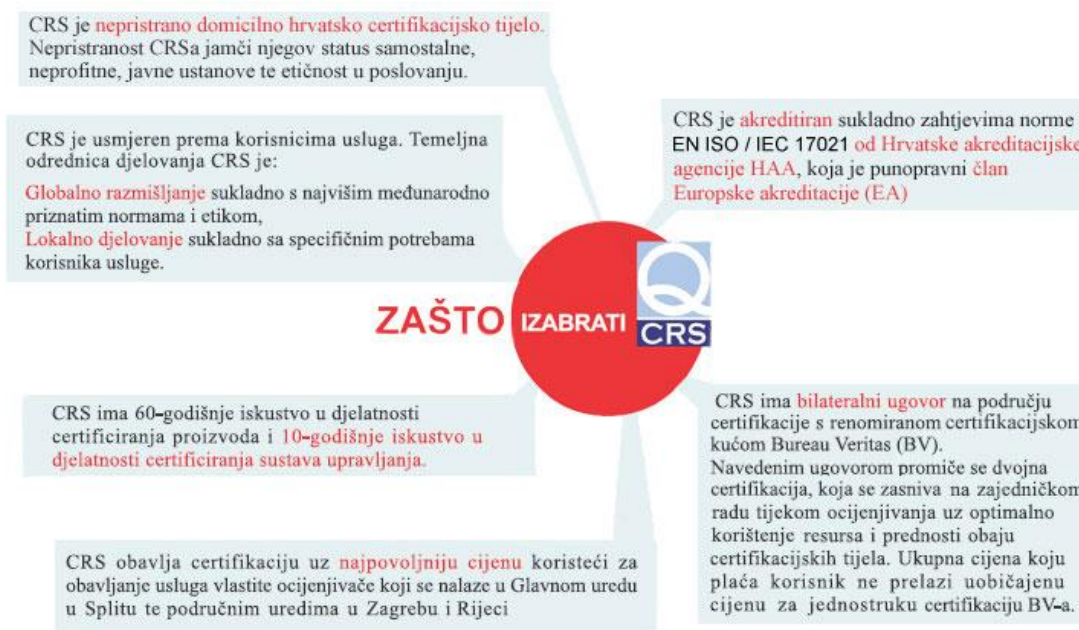 CRS je nepristrano domicilno hrvatsko certifikacijsko tijelo.
Nepristranost CRSa jamči njegov status samostalne,
neprofitne, javne ustanove te etičnost u poslovanju.
CRS je usmjeren prema korisnicima usluga. Temeljna
odrednica djelovanja CRS je:
Globalno razmišljanje sukladno s najvišim međunarodno
priznatim normama i etikom,
Lokalno djelovanje sukladno sa specifičnim potrebama
korisnika usluge.
CRS je akreditiran sukladno zahtjevima norme
EN ISO / IEC 17021 od Hrvatske akreditacijske
agencije HAA, koja je punopravni član
Europske akreditacije (EA)
ZAŠTO IZABRATI
Q
CRS
CRS ima 60-godišnje iskustvo u djelatnosti
certificiranja proizvoda i 10-godišnje iskustvo u
djelatnosti certificiranja sustava upravljanja.
CRS ima bilateralni ugovor na području
certifikacije s renomiranom certifikacijskom
kućom Bureau Veritas (BV).
Navedenim ugovorom promiče se dvojna
certifikacija, koja se zasniva na zajedničkom
radu tijekom ocijenjivanja uz optimalno
korištenje resursa i prednosti obaju
certifikacijskih tijela. Ukupna cijena koju
plaća korisnik ne prelazi uobičajenu
cijenu za jednostruku certifikaciju BV-a.
CRS obavlja certifikaciju uz najpovoljniju cijenu koristeći za
obavljanje usluga vlastite ocijenjivače koji se nalaze u Glavnom uredu
u Splitu te područnim uredima u Zagrebu i Rijeci